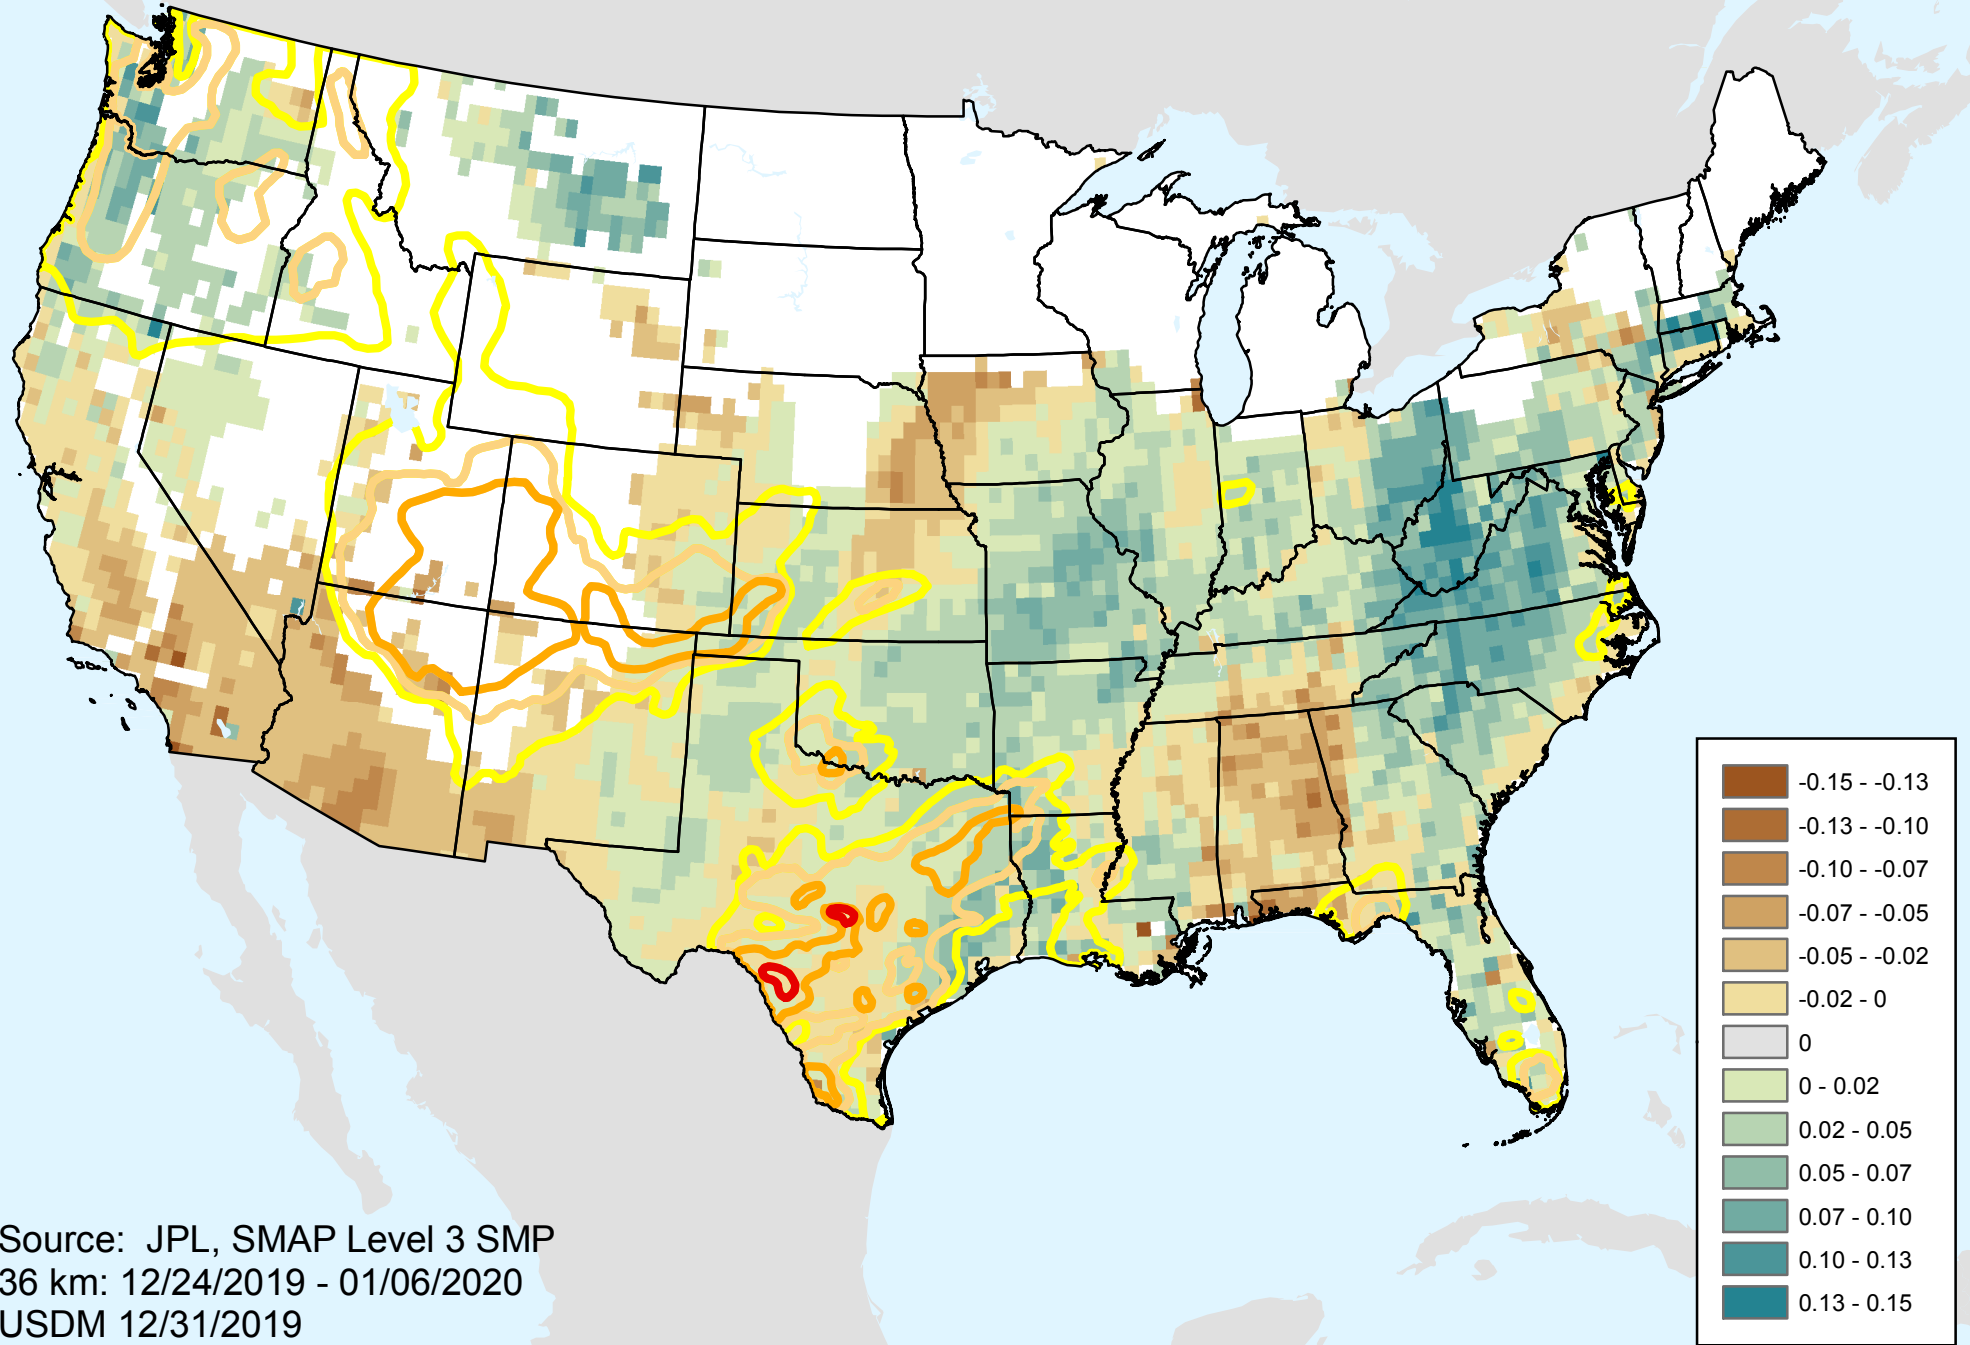 -0.15 - -0.13
-0.13 - -0.10
-0.10 - -0.07
-0.07 - -0.05
-0.05 - -0.02
-0.02 - 0
0
0 - 0.02
0.02 - 0.05
0.05 - 0.07
0.07 - 0.10
0.10 - 0.13
0.13 - 0.15
Source: JPL, SMAP Level 3 SMP
36 km: 12/24/2019 - 01/06/2020
USDM 12/31/2019